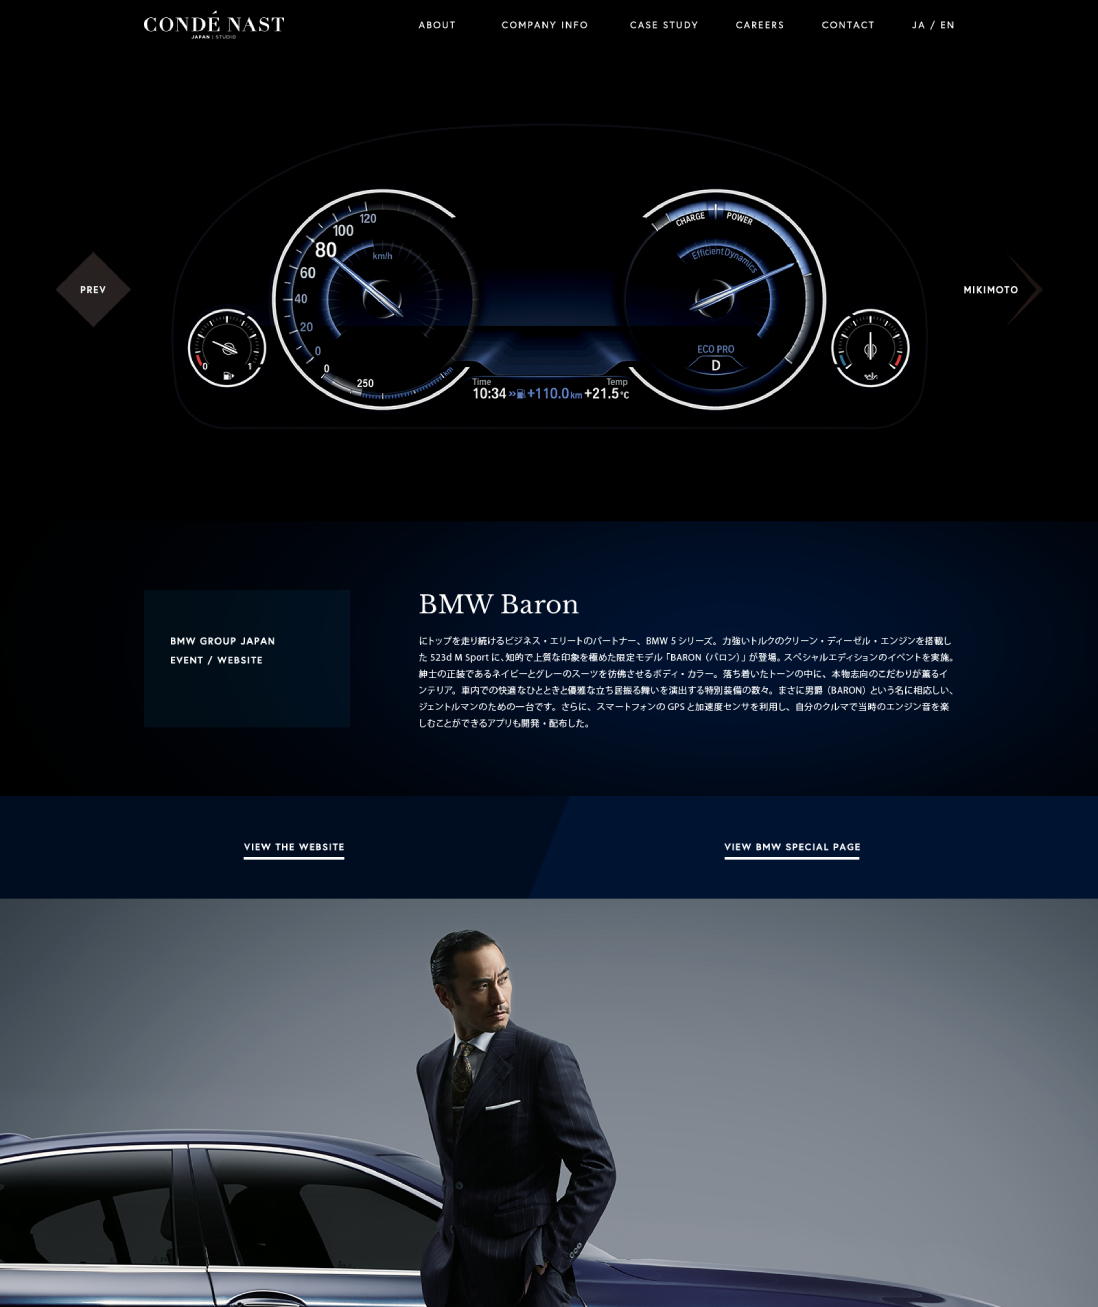 CONDÉ NAST
JAPAN | STUDIO
ABOUT
COMPANY INFO
CASE STUDY
CAREERS
CONTACT
JA / EN
PREV
MIKIMOTO
120
100
80
60
40
20
0
km/h
0
250
km
0
1
CHARGE
POWER
EfficientDynamics
ECO PRO
D
Time
Temp
10:34 »+110.0 km +21.5°C
BMW GROUP JAPAN
EVENT / WEBSITE
BMW Baron
にトップを走り続けるビジネス・エリートのパートナー、BMW 5 シリーズ。力強いトルクのクリーン・ディーゼル・エンジンを搭載し
た 523d M Sport に、知的で上質な印象を極めた限定モデル「BARON（バロン）」が登場。スペシャルエディションのイベントを実施。
紳士の正装であるネイビーとグレーのスーツを彷彿させるボディ・カラー。落ち着いたトーンの中に、本物志向のこだわりが薫るイ
ンテリア。車内での快適なひとときと優雅な立ち居振る舞いを演出する特別装備の数々。まさに男爵（BARON）という名に相応しい、
ジェントルマンのための一台です。さらに、スマートフォンの GPS と加速度センサを利用し、自分のクルマで当時のエンジン音を楽
しむことができるアプリも開発・配布した。
VIEW THE WEBSITE
VIEW BMW SPECIAL PAGE